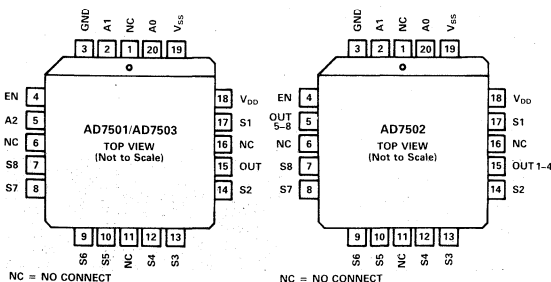 GND A1 NC A0 VSS
3 2 1 20 19
EN 4
A2 5
NC 6
S8 7
S7 8
AD7501/AD7503
TOP VIEW
(Not to Scale)
18 VDD
17 S1
16 NC
15 OUT
14 S2
9 10 11 12 13
S6 S5 NC S4 S3
NC = NO CONNECT
GND A1 NC A0 VSS
3 2 1 20 19
EN 4
OUT
5–8 5
NC 6
S8 7
S7 8
AD7502
TOP VIEW
(Not to Scale)
18 VDD
17 S1
16 NC
15 OUT 1–4
14 S2
9 10 11 12 13
S6 S5 NC S4 S3
NC = NO CONNECT